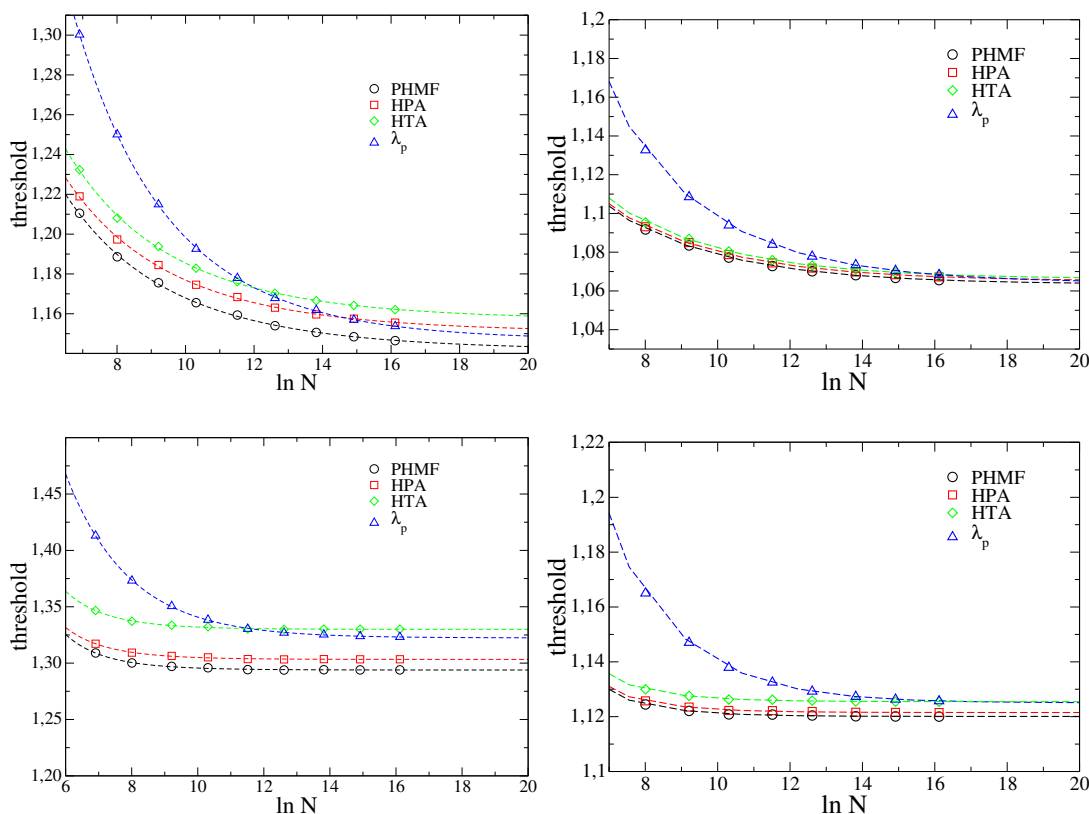 1,30
1,28
1,26
1,24
1,22
1,20
1,18
1,16
threshold
8
10
12
14
16
18
20
ln N
PHMF
HPA
HTA
λp
1,2
1,18
1,16
1,14
1,12
1,1
1,08
1,06
1,04
threshold
8
10
12
14
16
18
20
ln N
PHMF
HPA
HTA
λp
1,45
1,40
1,35
1,30
1,25
1,20
threshold
6
8
10
12
14
16
18
20
ln N
PHMF
HPA
HTA
λp
1,22
1,2
1,18
1,16
1,14
1,12
1,1
threshold
8
10
12
14
16
18
20
ln N
PHMF
HPA
HTA
λp